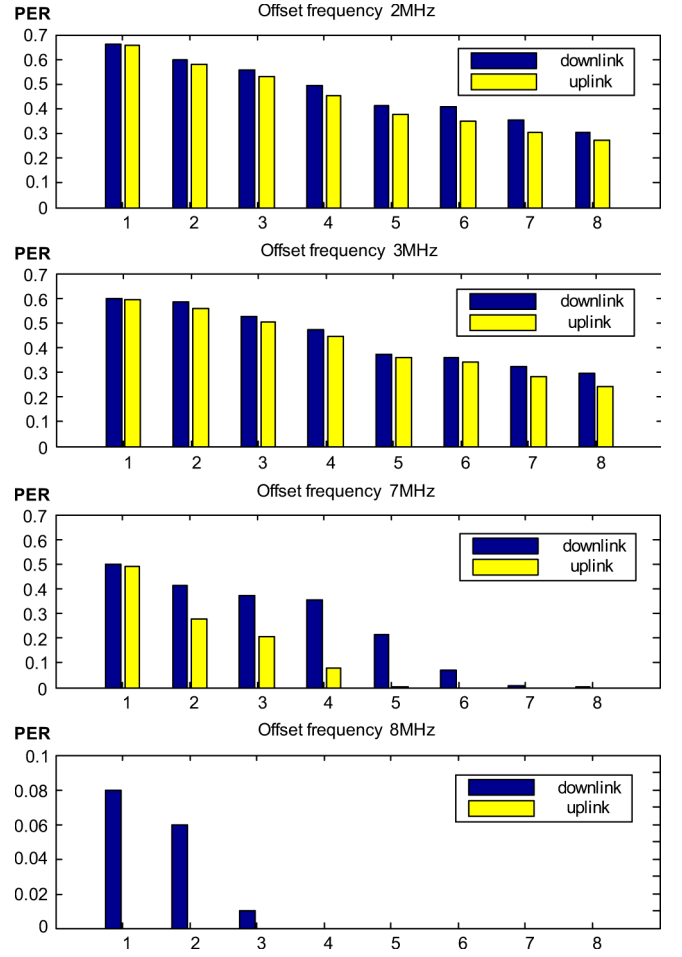 PER
Offset frequency 2MHz
0.7
0.6
0.5
0.4
0.3
0.2
0.1
0
downlink
uplink
1 2 3 4 5 6 7 8
PER
Offset frequency 3MHz
0.7
0.6
0.5
0.4
0.3
0.2
0.1
0
downlink
uplink
1 2 3 4 5 6 7 8
PER
Offset frequency 7MHz
0.7
0.6
0.5
0.4
0.3
0.2
0.1
0
downlink
uplink
1 2 3 4 5 6 7 8
PER
Offset frequency 8MHz
0.1
0.08
0.06
0.04
0.02
0
downlink
uplink
1 2 3 4 5 6 7 8